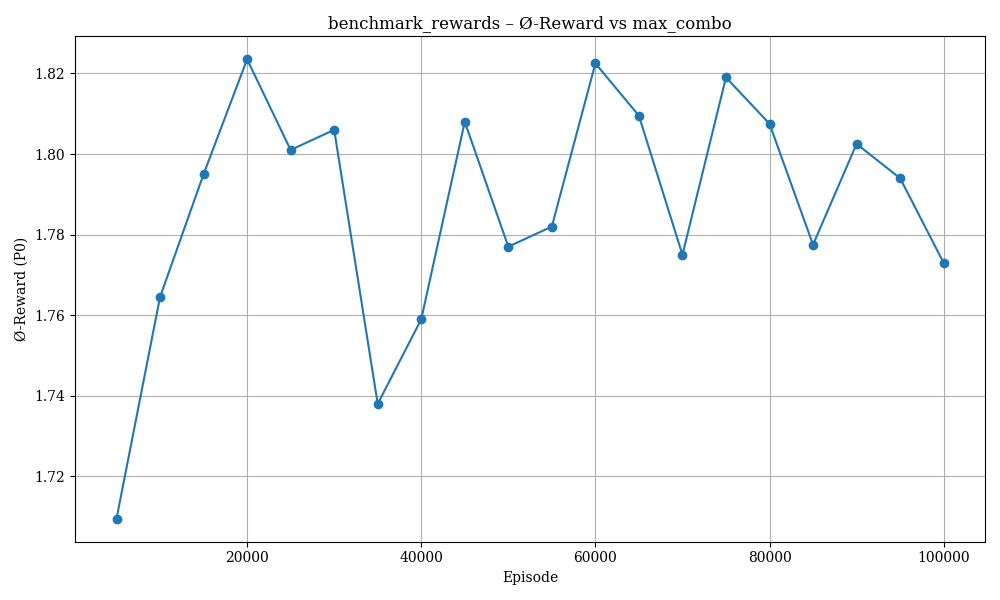 benchmark_rewards – Ø-Reward vs max_combo
Ø-Reward (P0)
1.82
1.80
1.78
1.76
1.74
1.72
20000 40000 60000 80000 100000
Episode